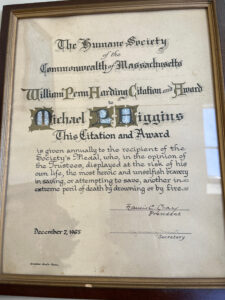 The Humane Society
of the
Commonwealth of Massachusetts
William Penn Harding Citation and Award
to
Michael P. Higgins
This Citation and Award
is given annually to the recipient of the
Society's Medal, who, in the opinion of
the Trustees, displayed at the risk of his
own life, the most heroic and unselfish bravery
in saving, or attempting to save, another in
extreme peril of death by drowning or by fire.
President
December 7, 1965
Secretary